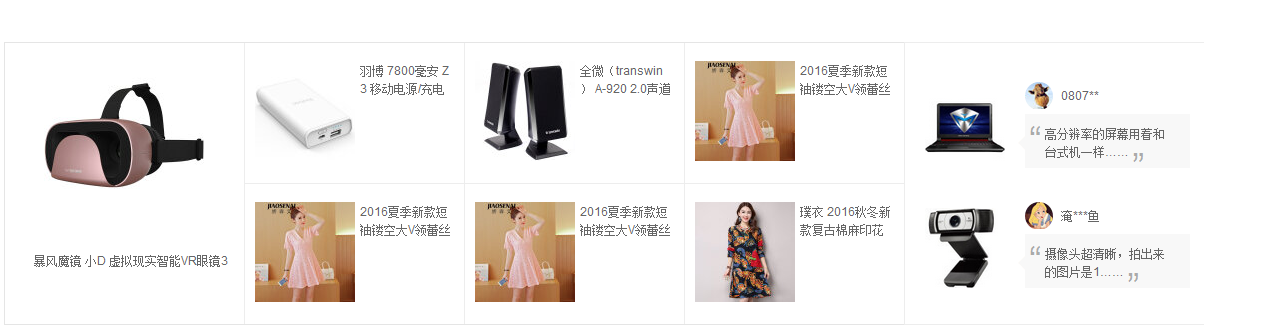 暴风魔镜 小D 虚拟现实智能VR眼镜3
羽博 7800毫安 Z
3 移动电源/充电
全微（transwin
） A-920 2.0声道
JIAOSENAI
2016夏季新款短
袖镂空大V领蕾丝
JIAOSENAI
2016夏季新款短
袖镂空大V领蕾丝
JIAOSENAI
2016夏季新款短
袖镂空大V领蕾丝
璞衣 2016秋冬新
款复古棉麻印花
0807**
“ 高分辨率的屏幕用着和
台式机一样…… ”
淹***鱼
“ 摄像头超清晰，拍出来
的图片是1…… ”